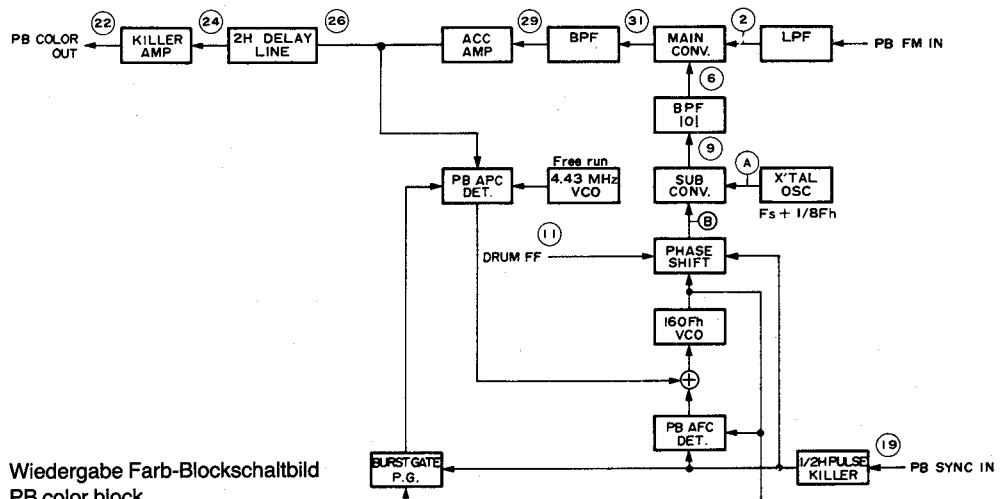 PB COLOR
OUT
22
KILLER
AMP
24
2H DELAY
LINE
26
ACC
AMP
29
BPF
31
MAIN
CONV.
2
LPF
PB FM IN
6
BPF
101
9
PB APC
DET.
Free run
4.43 MHz
VCO
SUB
CONV.
A
X'TAL
OSC
Fs + 1/8Fh
B
11
DRUM FF
PHASE
SHIFT
160Fh
VCO
+
PB AFC
DET.
BURST GATE
P.G.
1/2H PULSE
KILLER
19
PB SYNC IN
Wiedergabe Farb-Blockschaltbild
PB color block